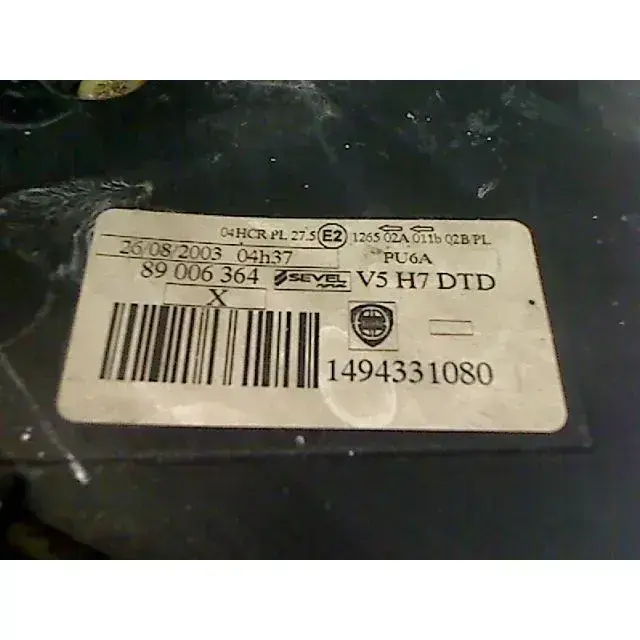 04HCR PL 27.5 E2 1265 02A 011b 02B/PL
26/08/2003 04h37 PU6A
89 006 364 SEVEL V5 H7 DTD
X
1494331080